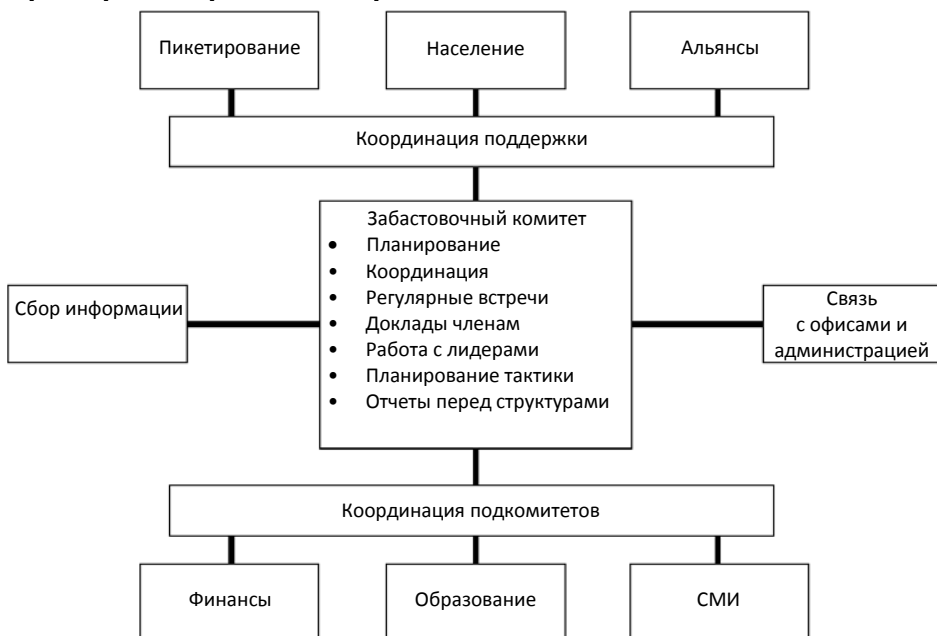 Пикетирование
Население
Альянсы
Координация поддержки
Забастовочный комитет
• Планирование
• Координация
• Регулярные встречи
• Доклады членам
• Работа с лидерами
• Планирование тактики
• Отчеты перед структурами
Сбор информации
Связь
с офисами и
администрацией
Координация подкомитетов
Финансы
Образование
СМИ